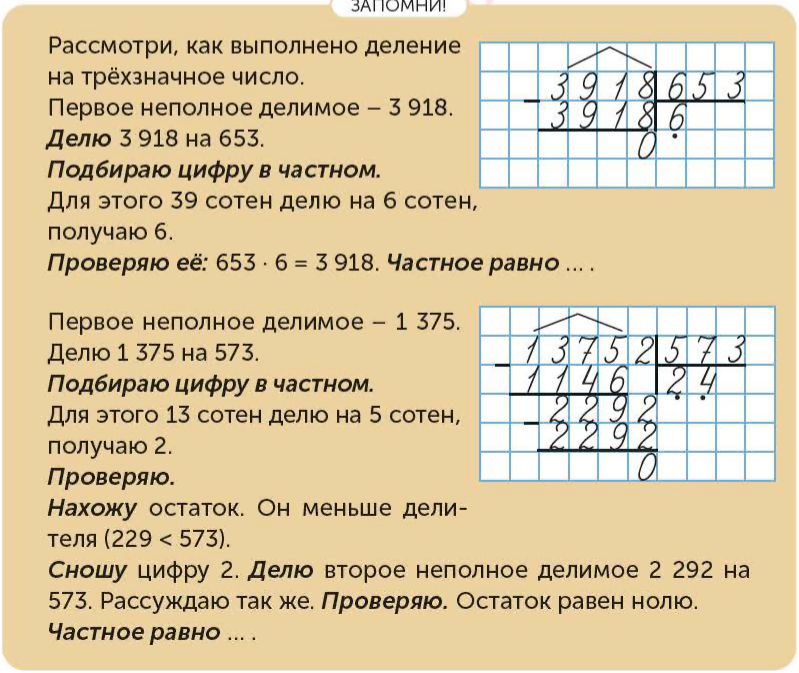 ЗАПОМНИ!
Рассмотри, как выполнено деление
на трёхзначное число.
Первое неполное делимое – 3 918.
Делю 3 918 на 653.
Подбираю цифру в частном.
Для этого 39 сотен делю на 6 сотен,
получаю 6.
Проверяю её: 653 · 6 = 3 918. Частное равно ... .
3918 653
3918 6
0
Первое неполное делимое – 1 375.
Делю 1 375 на 573.
Подбираю цифру в частном.
Для этого 13 сотен делю на 5 сотен,
получаю 2.
Проверяю.
Нахожу остаток. Он меньше дели-
теля (229 < 573).
Сношу цифру 2. Делю второе неполное делимое 2 292 на
573. Рассуждаю так же. Проверяю. Остаток равен нолю.
Частное равно ... .
13752 573
1146 24
2292
2292
0